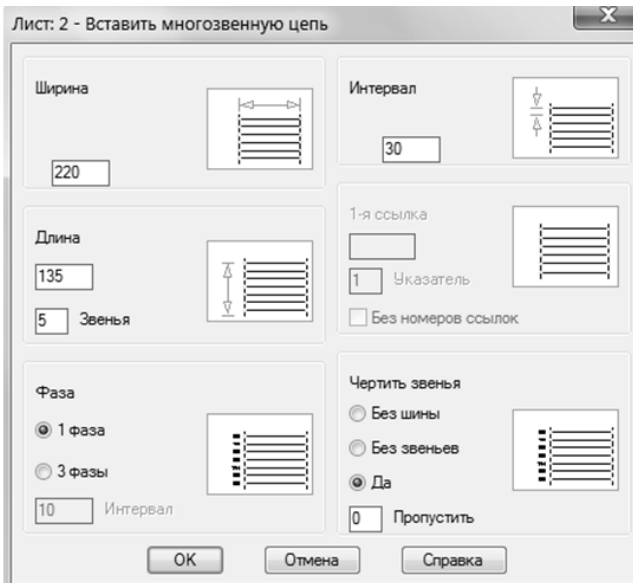 Лист: 2 - Вставить многозвенную цепь
Ширина
220
Интервал
30
Длина
135
5 Звенья
1-я ссылка
1 Указатель
Без номеров ссылок
Фаза
1 фаза
3 фазы
10 Интервал
Чертить звенья
Без шины
Без звеньев
Да
0 Пропустить
OK Отмена Справка